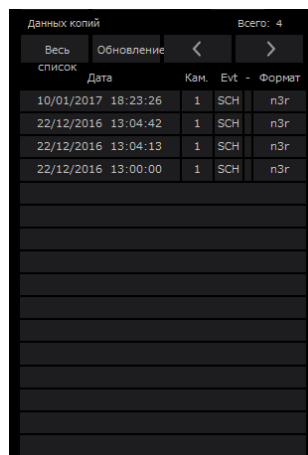 Данных копий Всего: 4
Весь список Обновление < >
Дата Кам. Evt - Формат
10/01/2017 18:23:26 1 SCH n3r
22/12/2016 13:04:42 1 SCH n3r
22/12/2016 13:04:13 1 SCH n3r
22/12/2016 13:00:00 1 SCH n3r